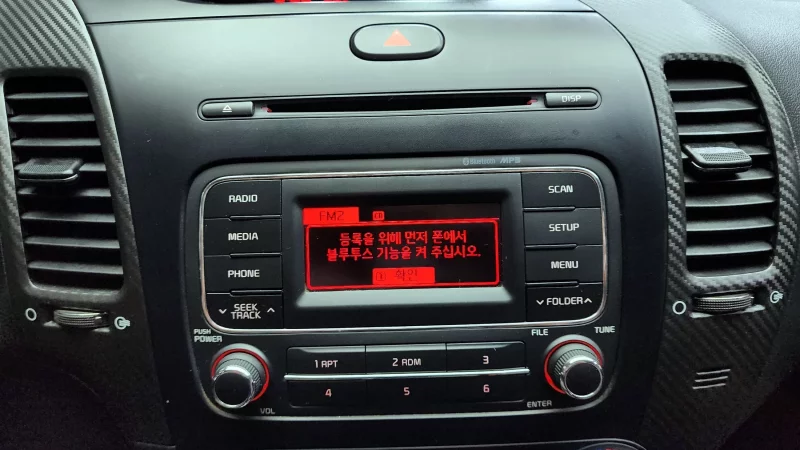 DISP
Bluetooth MP3
RADIO
MEDIA
PHONE
SEEK
TRACK
SCAN
SETUP
MENU
FOLDER
FM2
CD
등록을 위해 먼저 폰에서
블루투스 기능을 켜 주십시오.
확인
PUSH
POWER
VOL
1 RPT
2 RDM
3
4
5
6
FILE
TUNE
ENTER